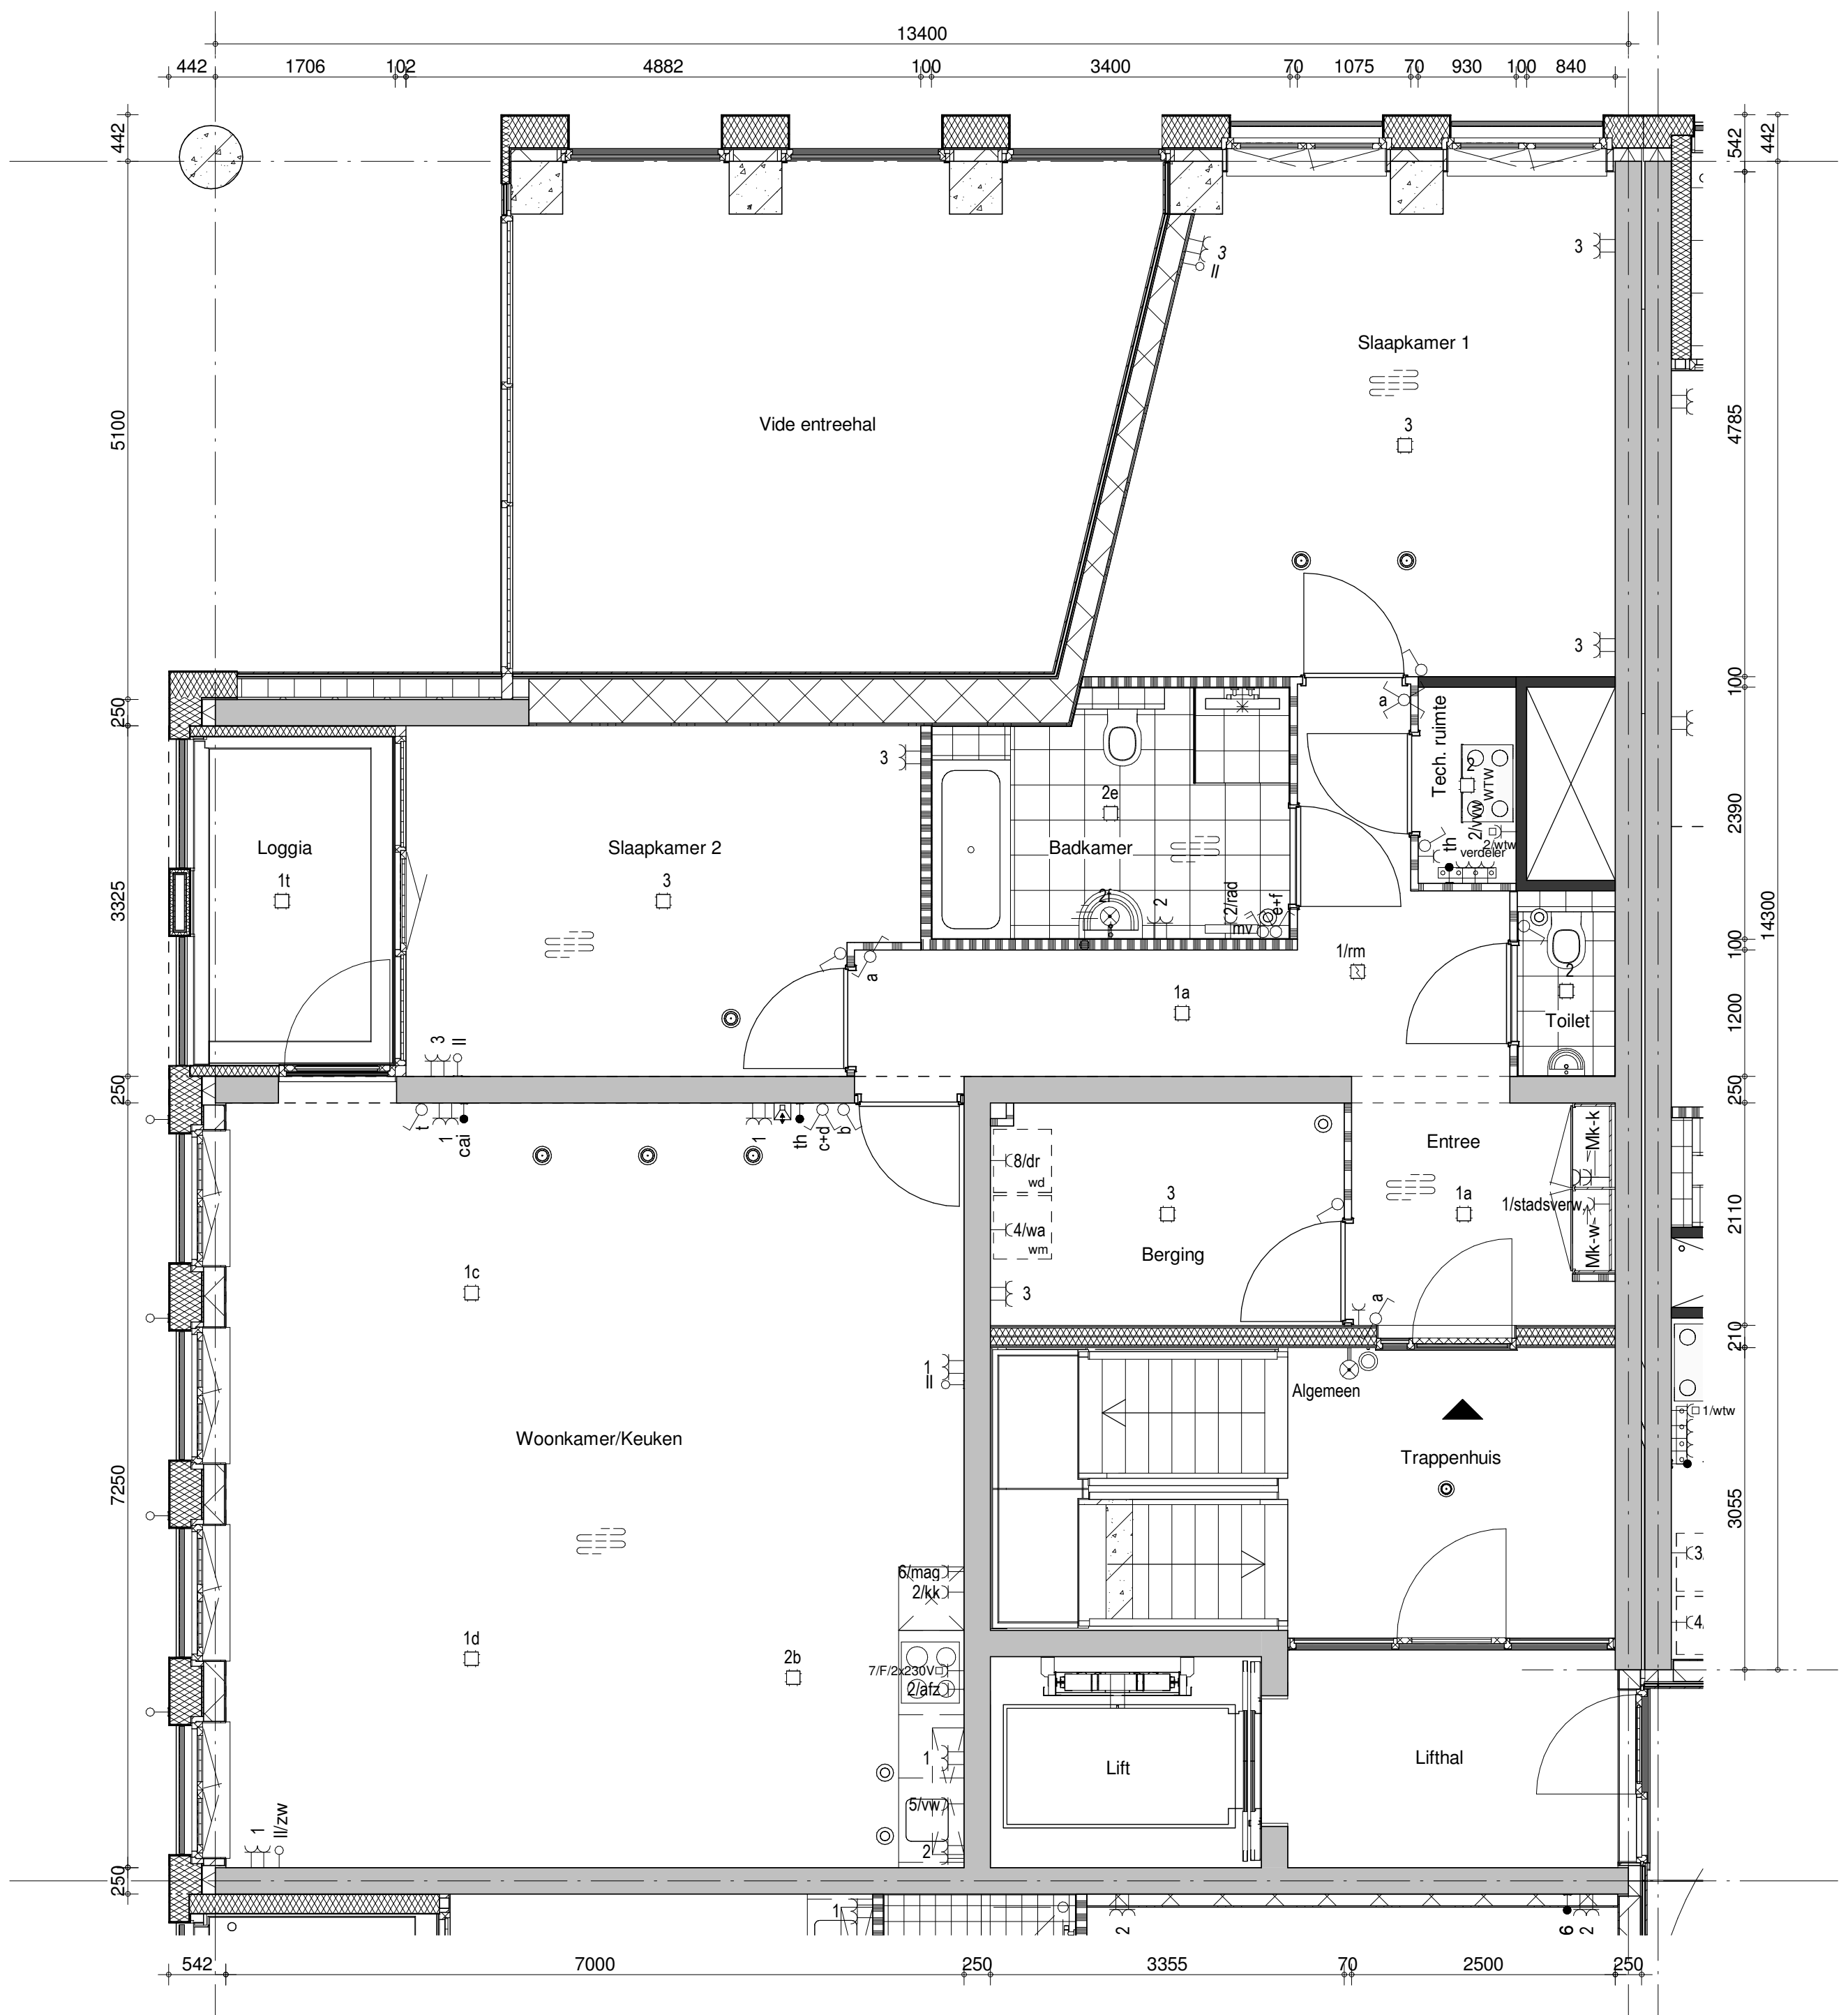 13400
442 1706 102 4882 100 3400 70 1075 70 930 100 840
442
542
442
3
II
3
Slaapkamer 1
3
Vide entreehal
5100
4785
3
100
a
Tech. ruimte
250
3
2
WTW
2/vvw
2/wtw
th
verdeler
2e
2390
Loggia
1t
Slaapkamer 2
3
Badkamer
2f
2
2/rad
e+f
mv
3325
14300
100
a
1/rm
1a
2
Toilet
1200
3
II
250
250
t
1
cai
1
th
c+d
b
8/dr
wd
4/wa
wm
3
Entree
Mk-k
1/stadsverw.
1a
Mk-w
3
Berging
2110
1c
a
210
1
II
Algemeen
1/wtw
Woonkamer/Keuken
Trappenhuis
7250
3055
3
6/mag
2/kk
4
1d
2b
7/F/2x230V
2/afz
1
Lift
Lifthal
5/vw
1
II/zw
2
250
1
2
6
2
542 7000 250 3355 70 2500 250